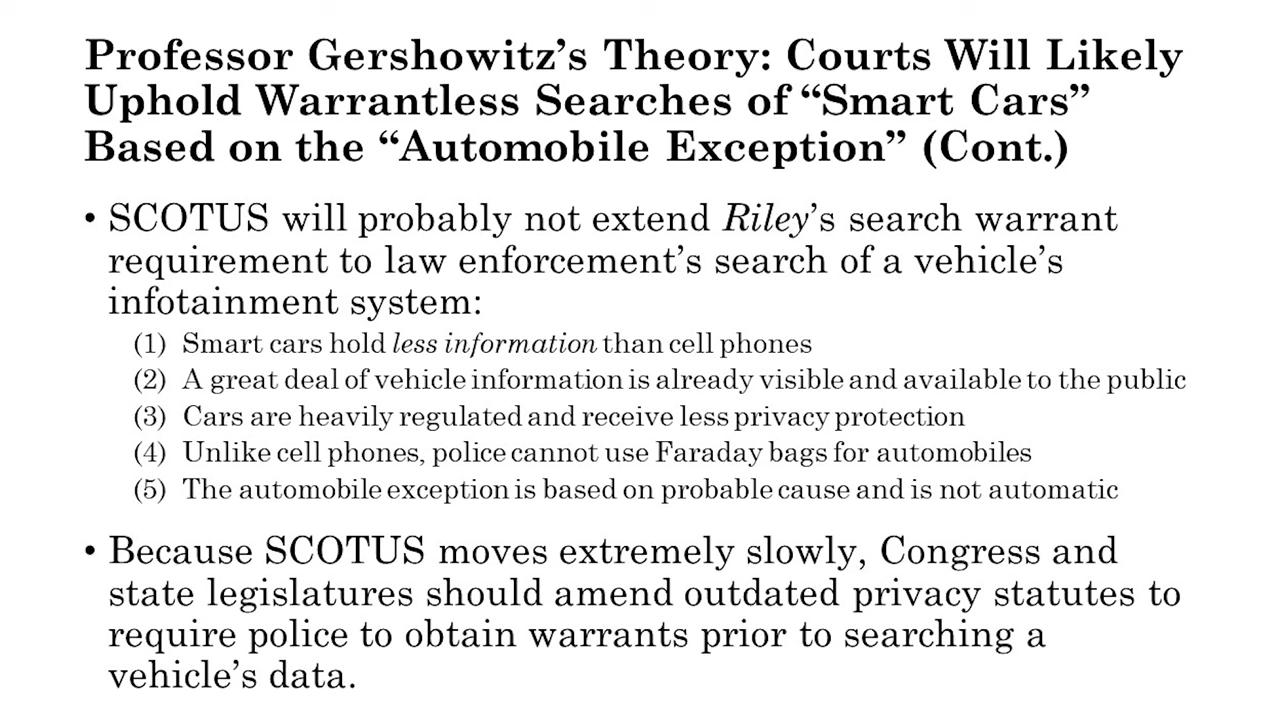 Professor Gershowitz’s Theory: Courts Will Likely
Uphold Warrantless Searches of “Smart Cars”
Based on the “Automobile Exception” (Cont.)
• SCOTUS will probably not extend Riley’s search warrant
requirement to law enforcement’s search of a vehicle’s
infotainment system:
(1) Smart cars hold less information than cell phones
(2) A great deal of vehicle information is already visible and available to the public
(3) Cars are heavily regulated and receive less privacy protection
(4) Unlike cell phones, police cannot use Faraday bags for automobiles
(5) The automobile exception is based on probable cause and is not automatic
• Because SCOTUS moves extremely slowly, Congress and
state legislatures should amend outdated privacy statutes to
require police to obtain warrants prior to searching a
vehicle’s data.